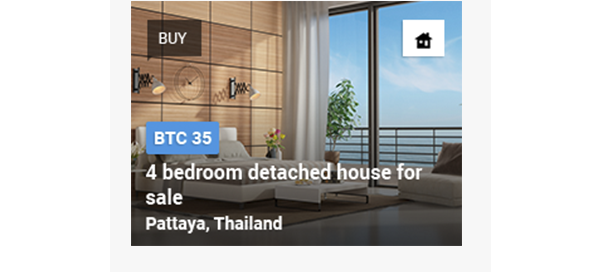 BUY
BTC 35
4 bedroom detached house for
sale
Pattaya, Thailand